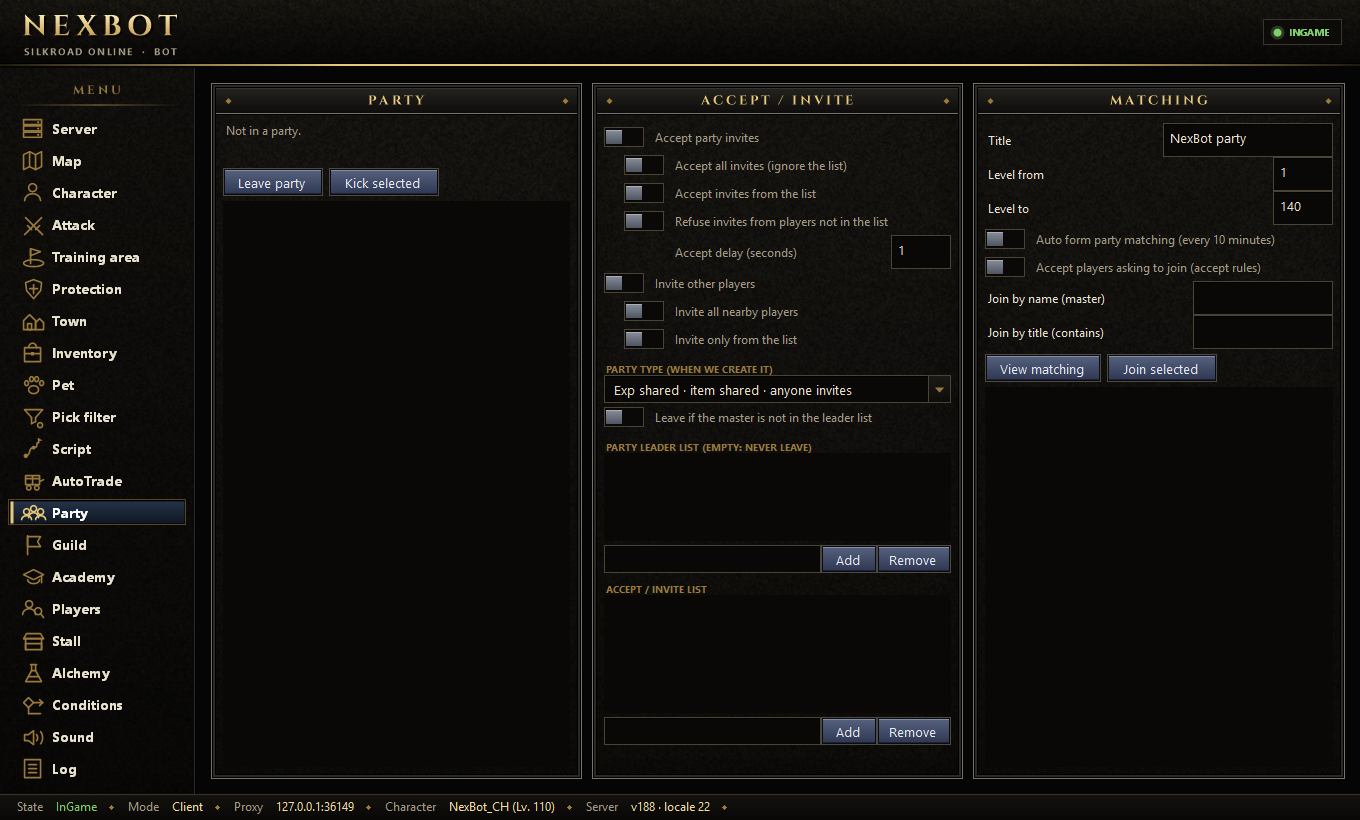 NEXBOT
SILKROAD ONLINE · BOT
INGAME
MENU
Server
Map
Character
Attack
Training area
Protection
Town
Inventory
Pet
Pick filter
Script
AutoTrade
Party
Guild
Academy
Players
Stall
Alchemy
Conditions
Sound
Log
PARTY
Not in a party.
Leave party
Kick selected
ACCEPT / INVITE
Accept party invites
Accept all invites (ignore the list)
Accept invites from the list
Refuse invites from players not in the list
Accept delay (seconds) 1
Invite other players
Invite all nearby players
Invite only from the list
PARTY TYPE (WHEN WE CREATE IT)
Exp shared · item shared · anyone invites
Leave if the master is not in the leader list
PARTY LEADER LIST (EMPTY: NEVER LEAVE)
Add Remove
ACCEPT / INVITE LIST
Add Remove
MATCHING
Title NexBot party
Level from 1
Level to 140
Auto form party matching (every 10 minutes)
Accept players asking to join (accept rules)
Join by name (master)
Join by title (contains)
View matching Join selected
State InGame Mode Client Proxy 127.0.0.1:36149 Character NexBot_CH (Lv. 110) Server v188 · locale 22